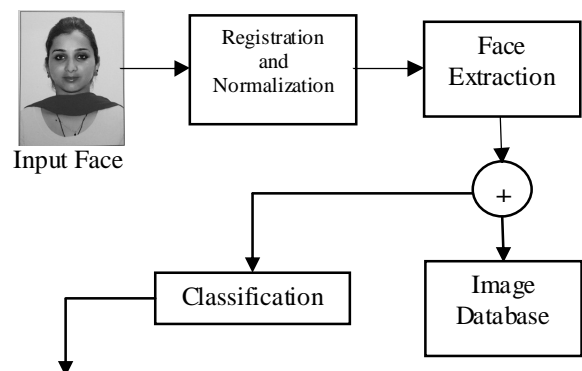 Registration
and
Normalization
Face
Extraction
Input Face
+
Classification
Image
Database